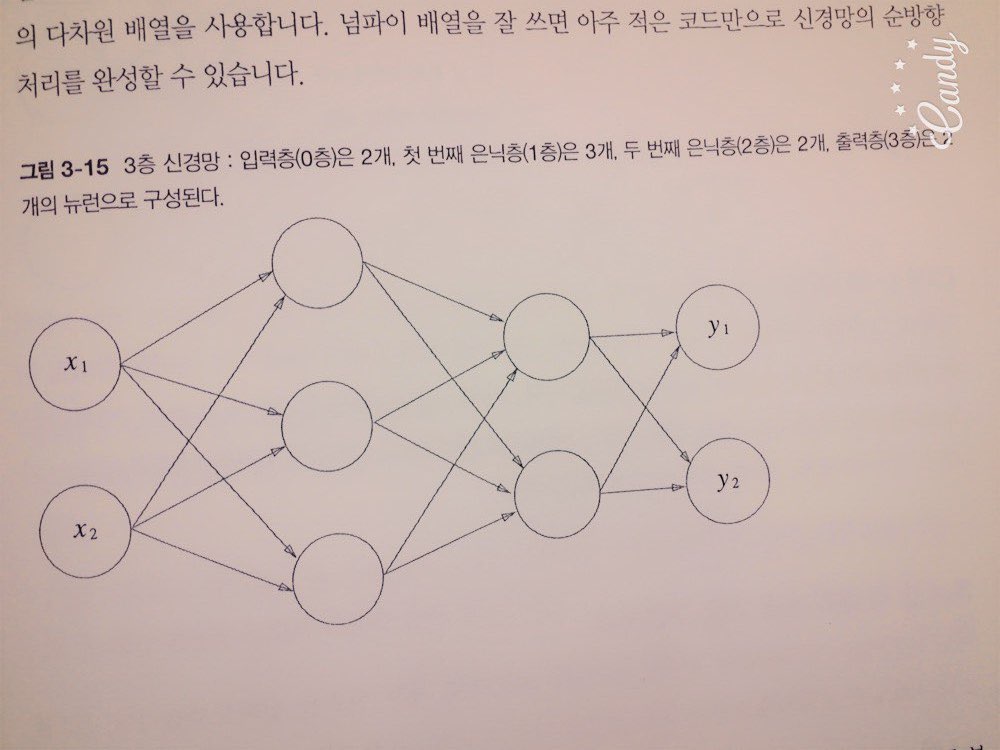 의 다차원 배열을 사용합니다. 넘파이 배열을 잘 쓰면 아주 적은 코드만으로 신경망의 순방향
처리를 완성할 수 있습니다.
Candy
그림 3-15 3층 신경망 : 입력층(0층)은 2개, 첫 번째 은닉층(1층)은 3개, 두 번째 은닉층(2층)은 2개, 출력층(3층)은 2
개의 뉴런으로 구성된다.
x1
y1
x2
y2